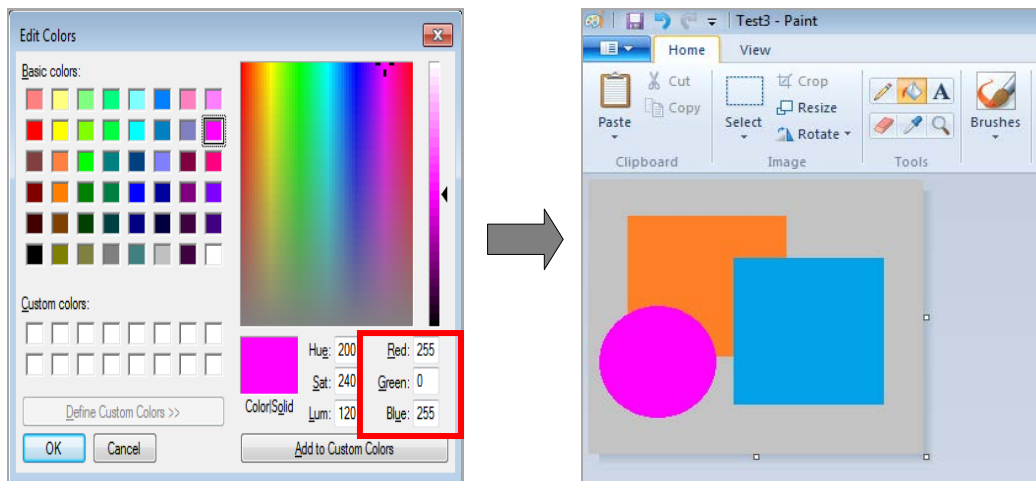 Edit Colors
Basic colors:
Custom colors:
Define Custom Colors >>
OK Cancel
Color|Solid
Hue: 200
Sat: 240
Lum: 120
Red: 255
Green: 0
Blue: 255
Add to Custom Colors
Test3 - Paint
Home View
Paste
Cut
Copy
Clipboard
Select
Crop
Resize
Rotate
Image
A
Tools
Brushes